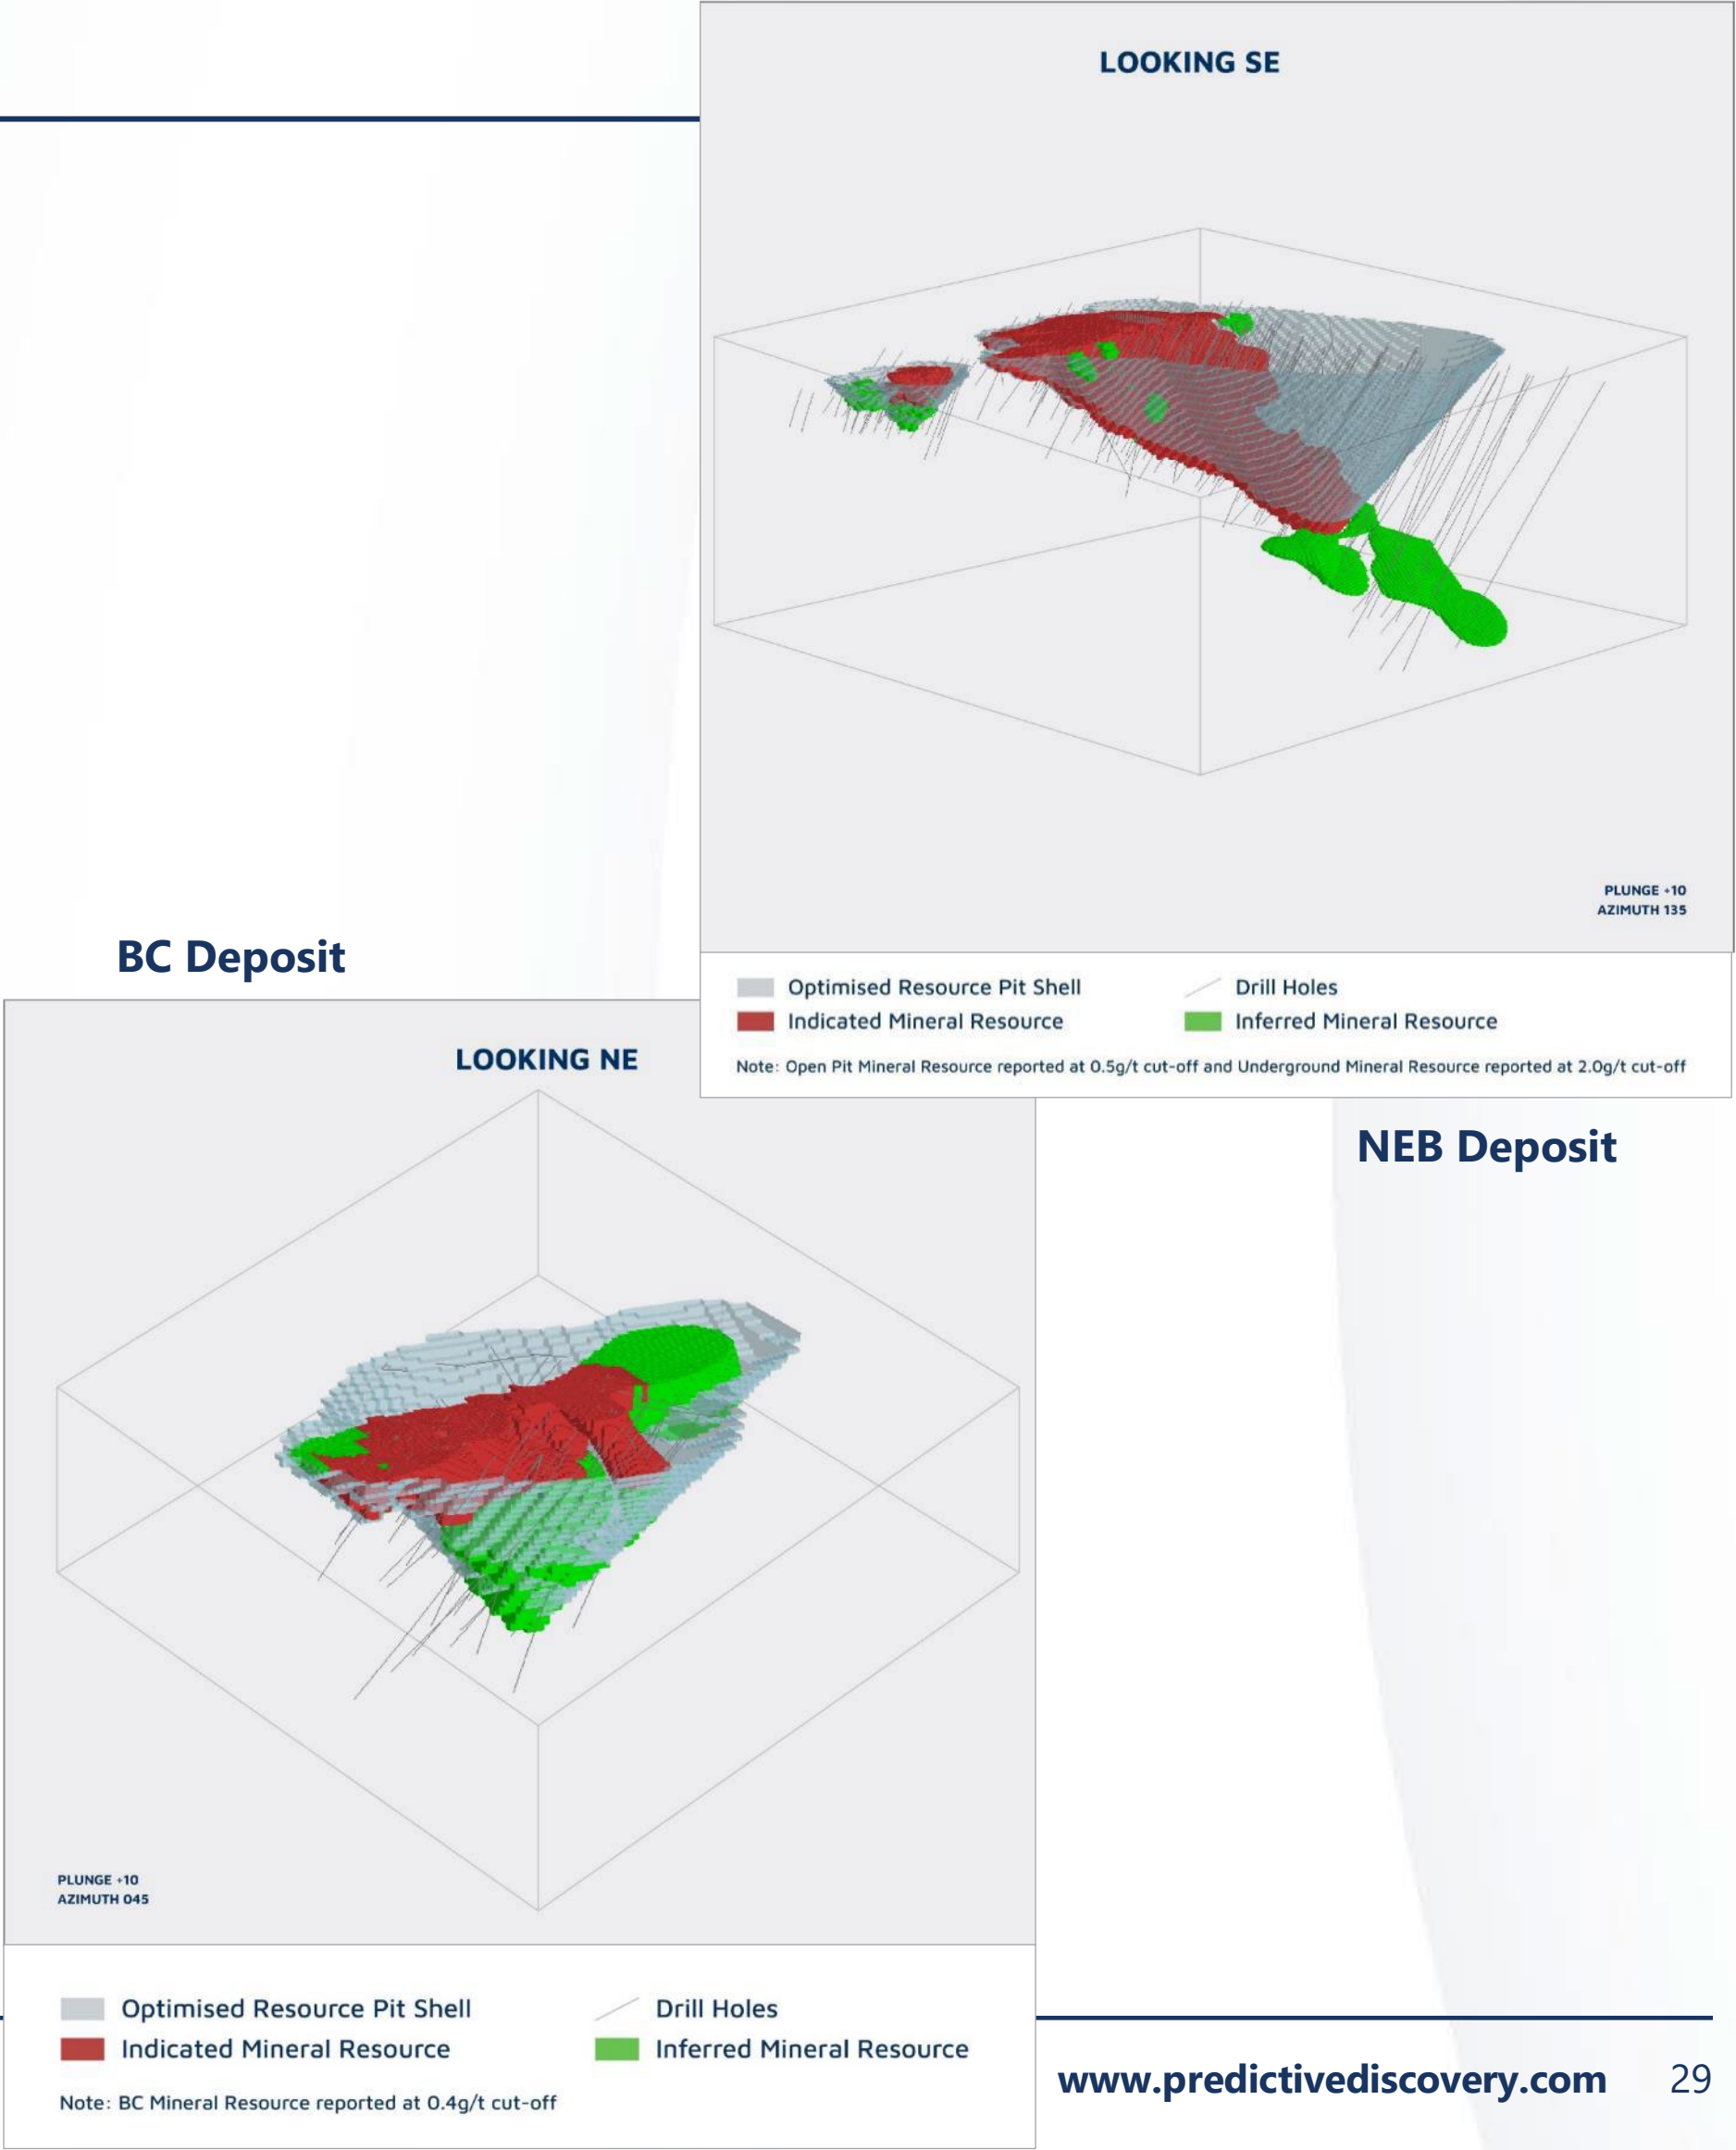 LOOKING SE
PLUNGE +10
AZIMUTH 135
Optimised Resource Pit Shell
Drill Holes
Indicated Mineral Resource
Inferred Mineral Resource
Note: Open Pit Mineral Resource reported at 0.5g/t cut-off and Underground Mineral Resource reported at 2.0g/t cut-off
NEB Deposit
BC Deposit
LOOKING NE
PLUNGE +10
AZIMUTH 045
Optimised Resource Pit Shell
Drill Holes
Indicated Mineral Resource
Inferred Mineral Resource
Note: BC Mineral Resource reported at 0.4g/t cut-off
www.predictivediscovery.com 29